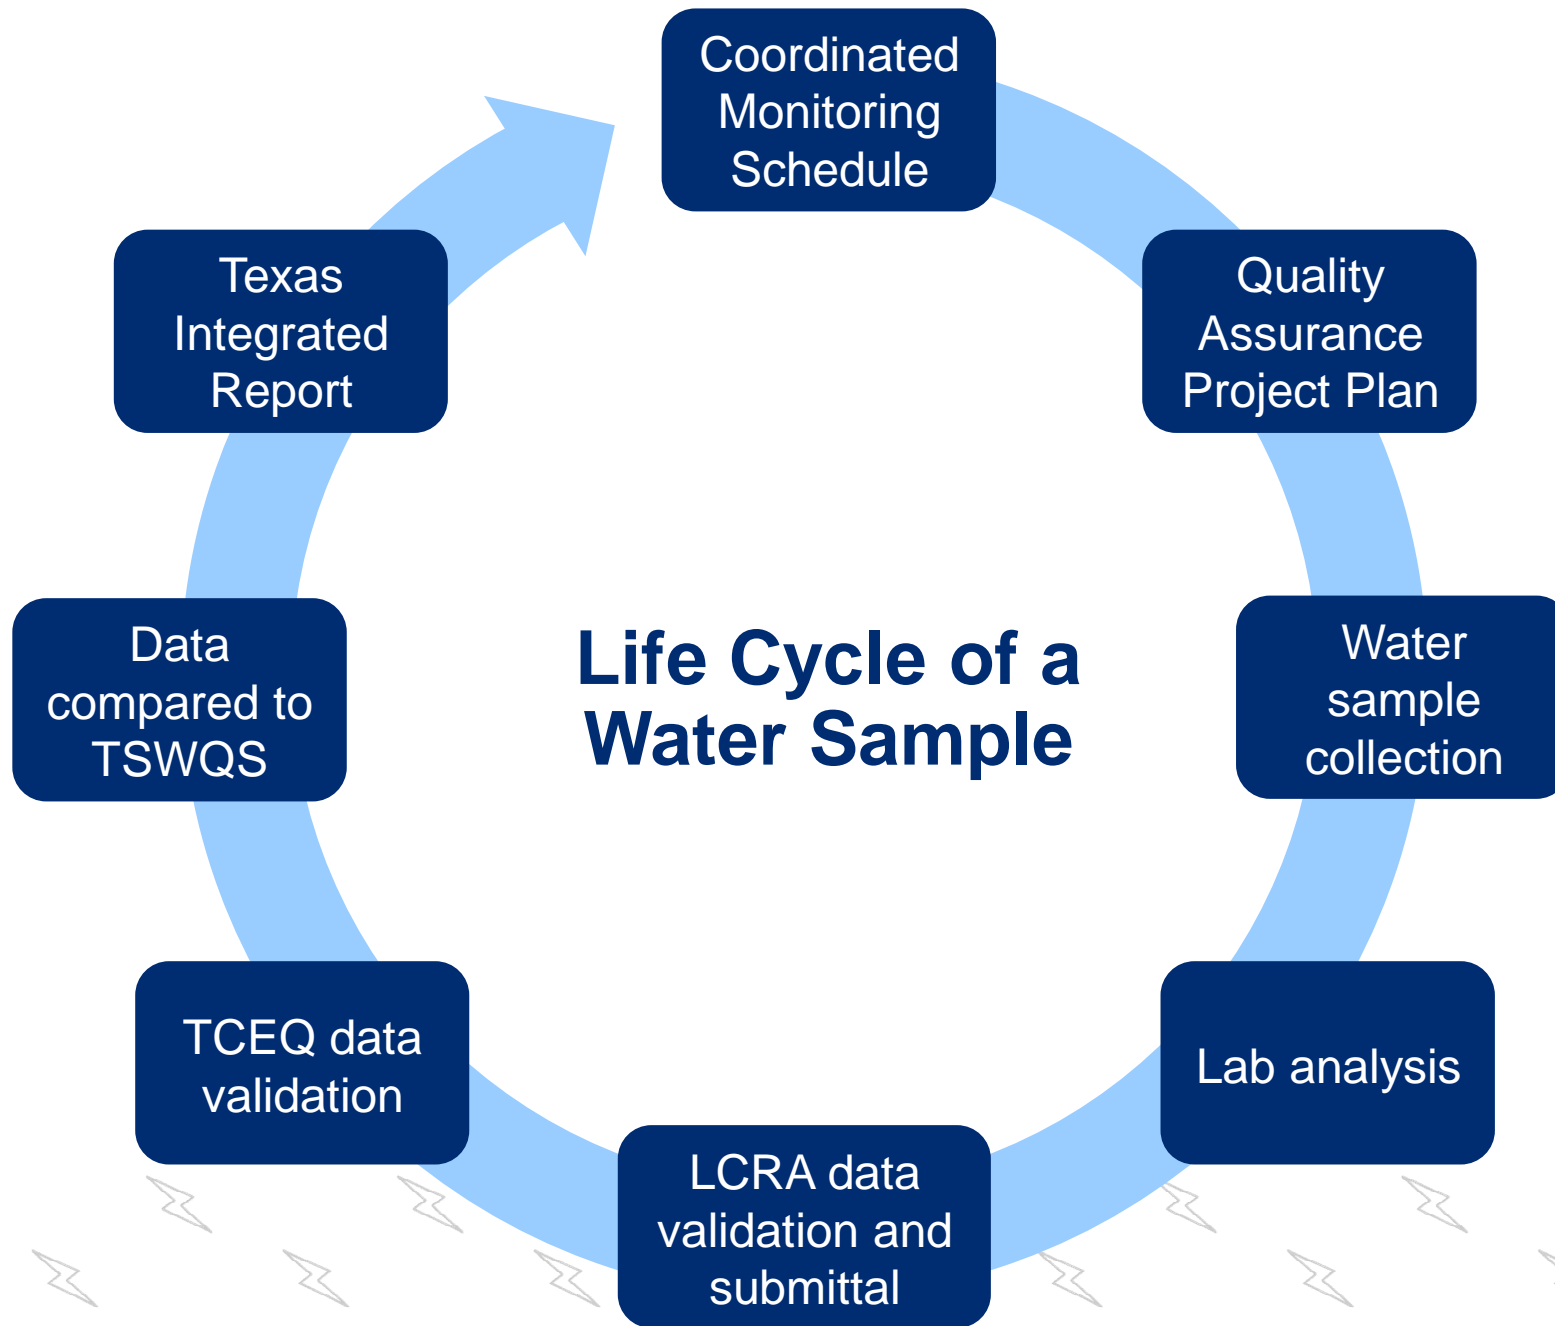 Coordinated
Monitoring
Schedule
Quality
Assurance
Project Plan
Water
sample
collection
Lab analysis
LCRA data
validation and
submittal
TCEQ data
validation
Data
compared to
TSWQS
Texas
Integrated
Report
Life Cycle of a
Water Sample